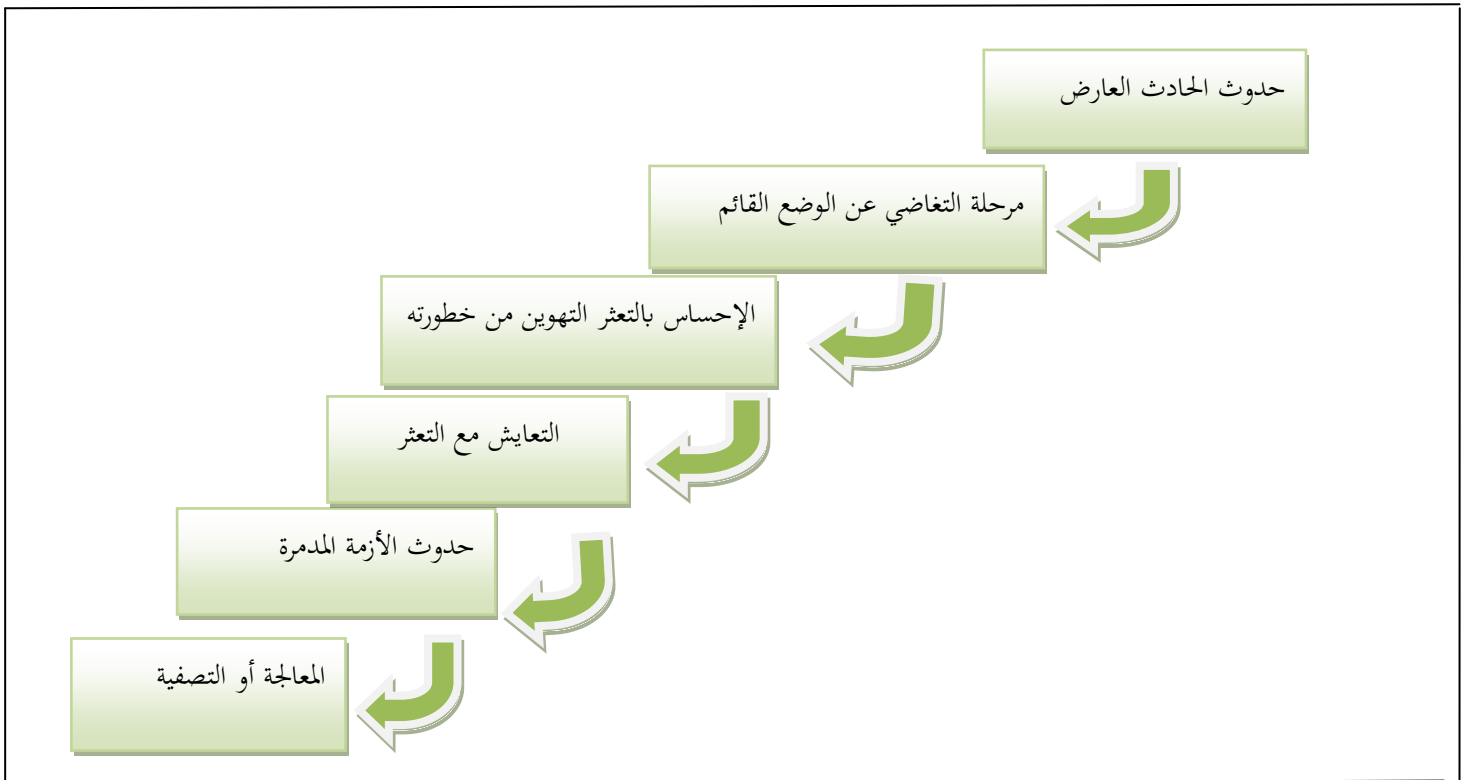 حدوث الحادث العارض
مرحلة التغاضي عن الوضع القائم
الإحساس بالتعثر التهوين من خطورته
التعايش مع التعثر
حدوث الأزمة المدمرة
المعالجة أو التصفية